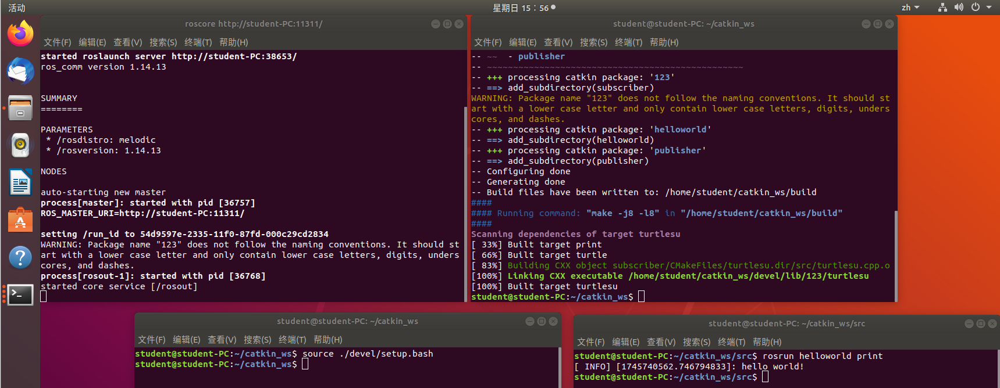 活动
星期日 15：56
zh
roscore http://student-PC:11311/
文件(F) 编辑(E) 查看(V) 搜索(S) 终端(T) 帮助(H)
started roslaunch server http://student-PC:38653/
ros_comm version 1.14.13
SUMMARY
========
PARAMETERS
* /rosdistro: melodic
* /rosversion: 1.14.13
NODES
auto-starting new master
process[master]: started with pid [36757]
ROS_MASTER_URI=http://student-PC:11311/
setting /run_id to 54d9597e-2335-11f0-87fd-000c29cd2834
WARNING: Package name "123" does not follow the naming conventions. It should st
art with a lower case letter and only contain lower case letters, digits, unders
cores, and dashes.
process[rosout-1]: started with pid [36768]
started core service [/rosout]
student@student-PC: ~/catkin_ws
文件(F) 编辑(E) 查看(V) 搜索(S) 终端(T) 帮助(H)
-- ~~  - publisher
-- ~~~~~~~~~~~~~~~~~~~~~~~~~~~~~~~~~~~~~~~~~~~~~~~~~
-- +++ processing catkin package: '123'
-- ==> add_subdirectory(subscriber)
WARNING: Package name "123" does not follow the naming conventions. It should st
art with a lower case letter and only contain lower case letters, digits, unders
cores, and dashes.
-- +++ processing catkin package: 'helloworld'
-- ==> add_subdirectory(helloworld)
-- +++ processing catkin package: 'publisher'
-- ==> add_subdirectory(publisher)
-- Configuring done
-- Generating done
-- Build files have been written to: /home/student/catkin_ws/build
####
#### Running command: "make -j8 -l8" in "/home/student/catkin_ws/build"
####
Scanning dependencies of target turtlesu
[ 33%] Built target print
[ 66%] Built target turtle
[ 83%] Building CXX object subscriber/CMakeFiles/turtlesu.dir/src/turtlesu.cpp.o
[100%] Linking CXX executable /home/student/catkin_ws/devel/lib/123/turtlesu
[100%] Built target turtlesu
student@student-PC:~/catkin_ws$
student@student-PC: ~/catkin_ws
文件(F) 编辑(E) 查看(V) 搜索(S) 终端(T) 帮助(H)
student@student-PC:~/catkin_ws$ source ./devel/setup.bash
student@student-PC:~/catkin_ws$
student@student-PC: ~/catkin_ws/src
文件(F) 编辑(E) 查看(V) 搜索(S) 终端(T) 帮助(H)
student@student-PC:~/catkin_ws/src$ rosrun helloworld print
[ INFO] [1745740562.746794833]: hello world!
student@student-PC:~/catkin_ws/src$